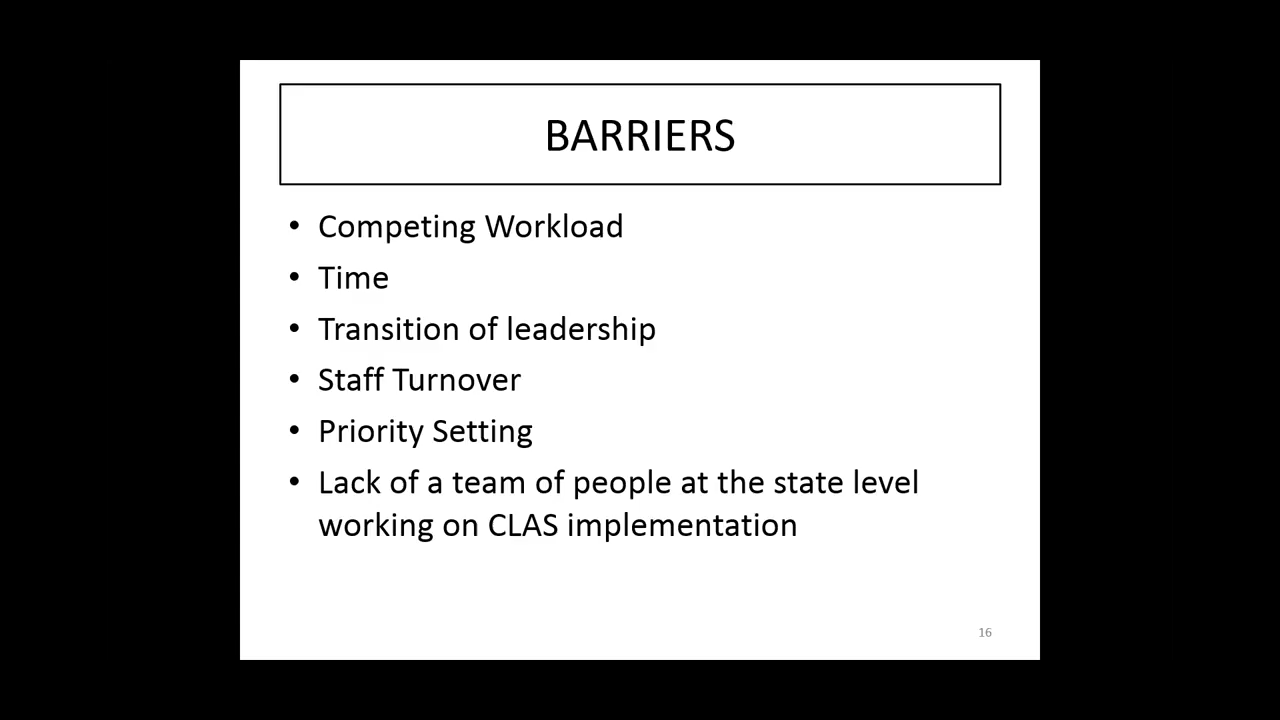 BARRIERS
• Competing Workload
• Time
• Transition of leadership
• Staff Turnover
• Priority Setting
• Lack of a team of people at the state level
working on CLAS implementation
16